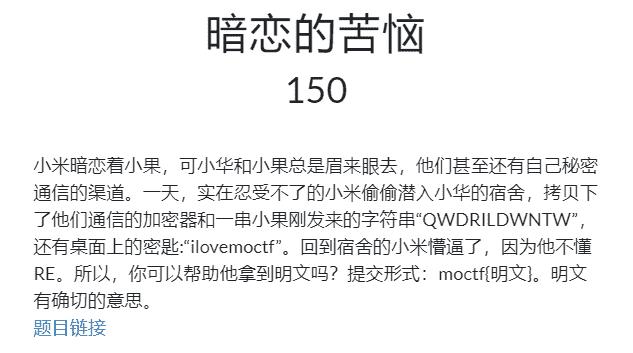 暗恋的苦恼
150
小米暗恋着小果，可小华和小果总是眉来眼去，他们甚至还有自己秘密
通信的渠道。一天，实在忍受不了的小米偷偷潜入小华的宿舍，拷贝下
了他们通信的加密器和一串小果刚发来的字符串“QWDRILDWNTW”，
还有桌面上的密匙:“ilovemoctf”。回到宿舍的小米懵逼了，因为他不懂
RE。所以，你可以帮助他拿到明文吗？提交形式：moctf{明文}。明文
有确切的意思。
题目链接